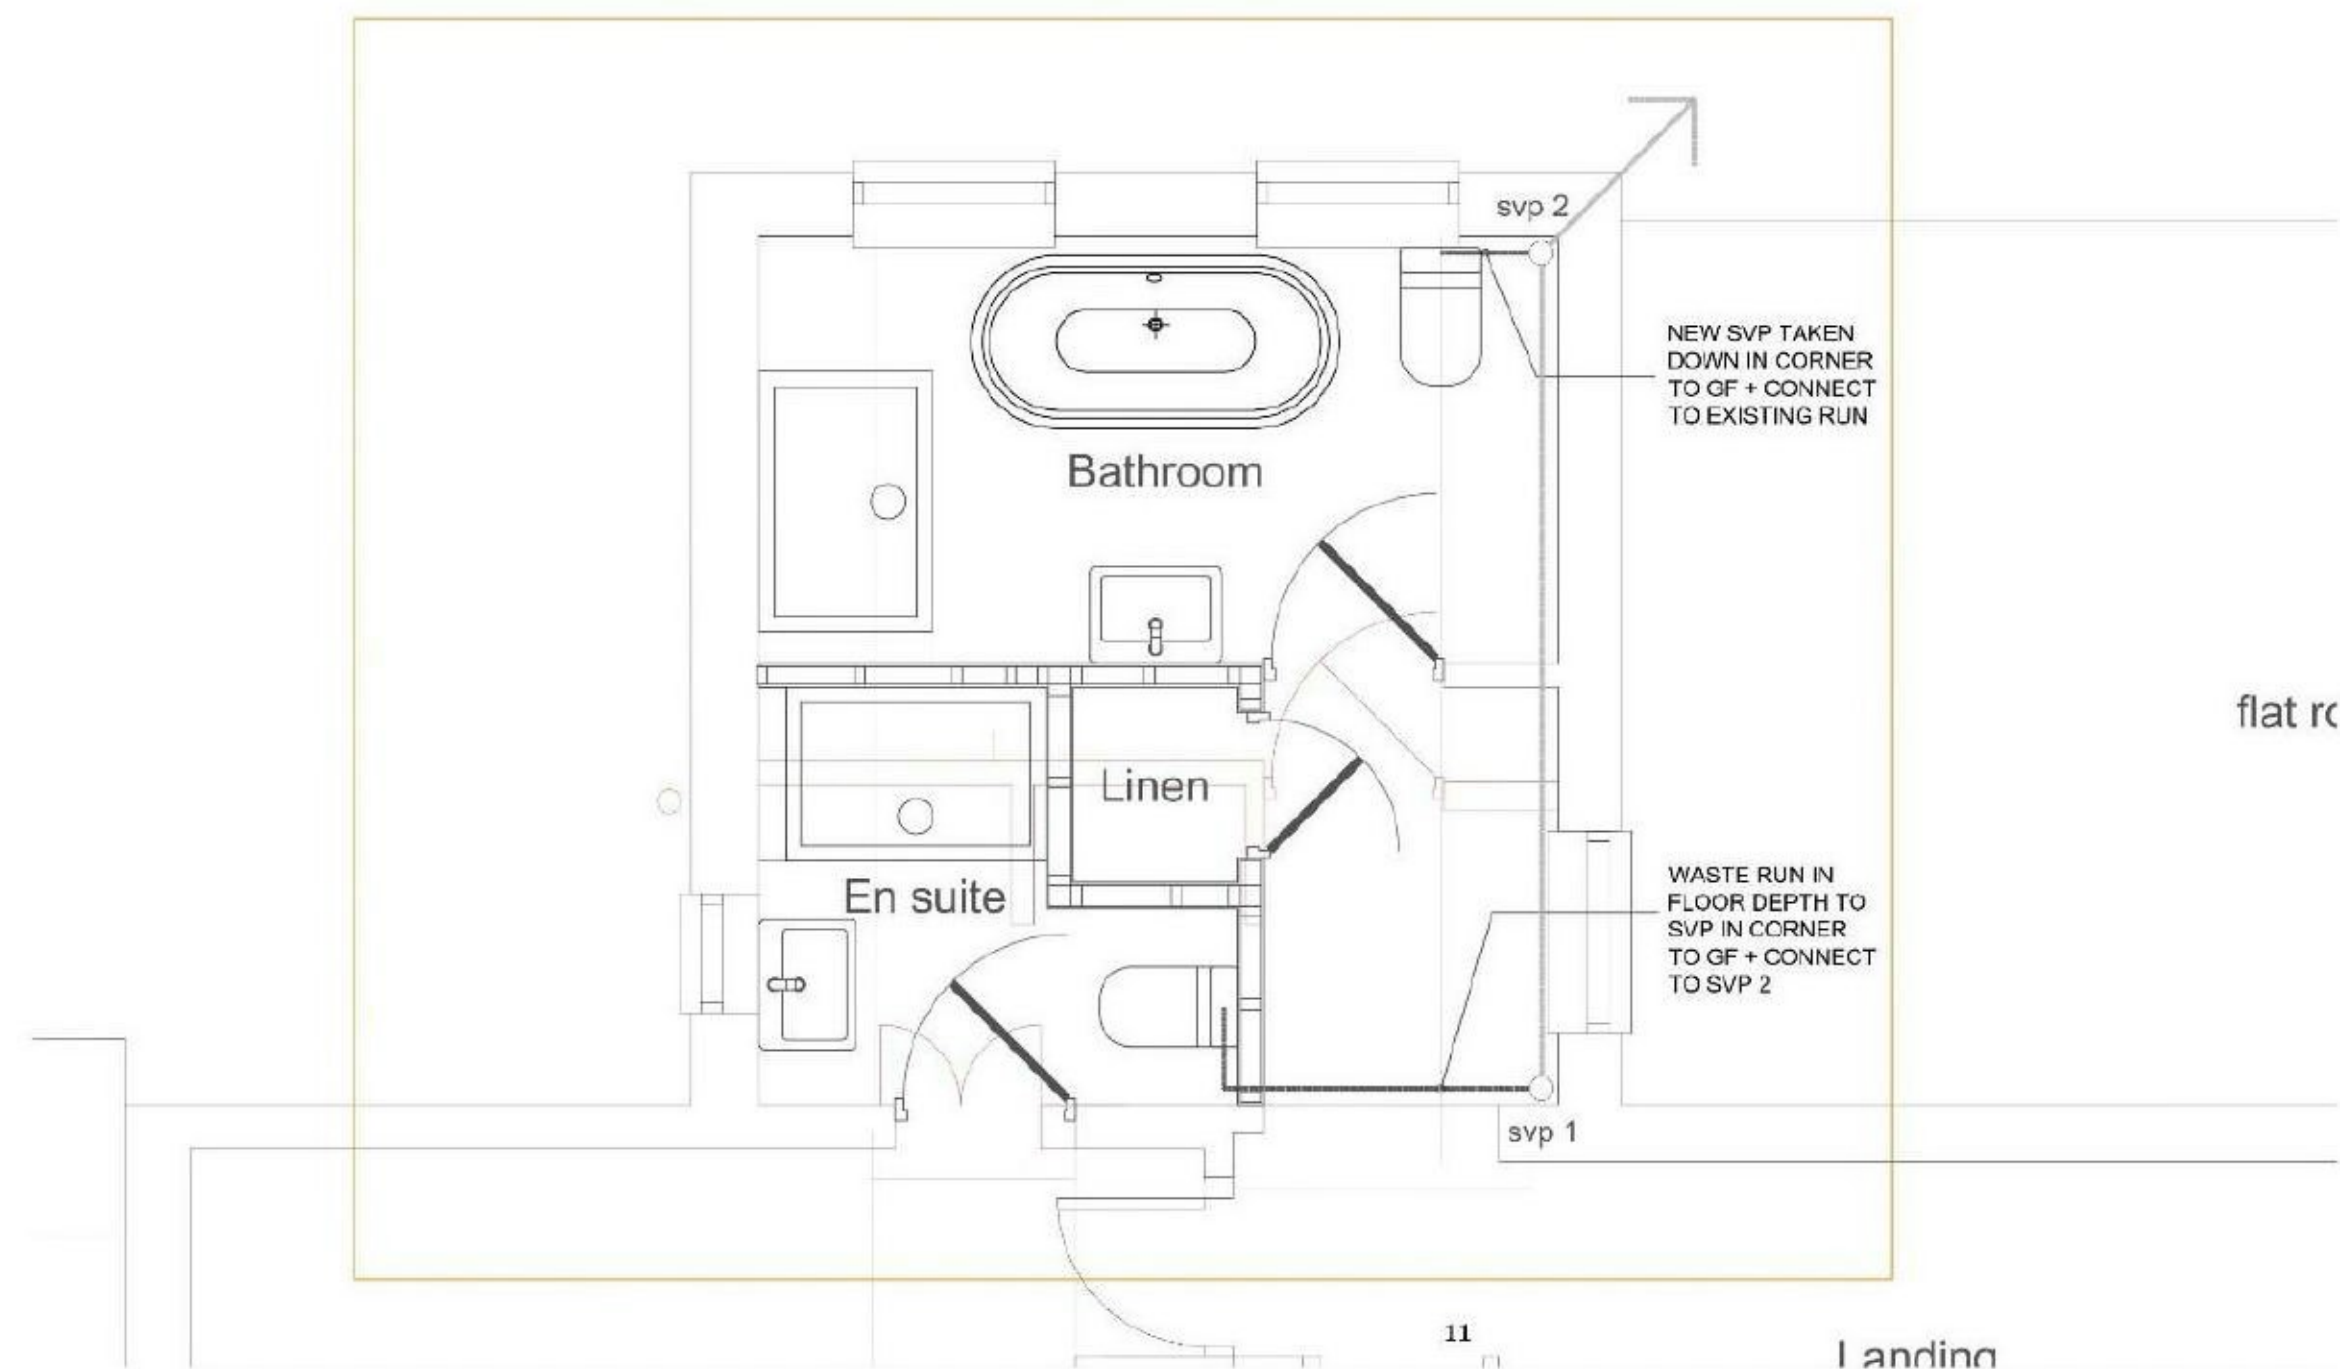 svp 2
NEW SVP TAKEN
DOWN IN CORNER
TO GF + CONNECT
TO EXISTING RUN
Bathroom
flat
Linen
En suite
WASTE RUN IN
FLOOR DEPTH TO
SVP IN CORNER
TO GF + CONNECT
TO SVP 2
svp 1
11
Landing